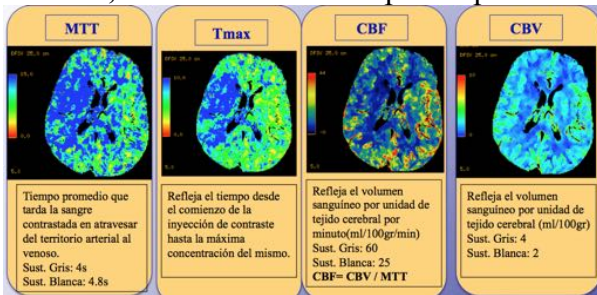 MTT
Tmax
CBF
CBV
Tiempo promedio que
tarda la sangre
contrastada en atravesar
del territorio arterial al
venoso.
Sust. Gris: 4s
Sust. Blanca: 4.8s
Refleja el tiempo desde
el comienzo de la
inyección de contraste
hasta la máxima
concentración del mismo.
Refleja el volumen
sanguíneo por unidad de
tejido cerebral por
minuto(ml/100gr/min)
Sust. Gris: 60
Sust. Blanca: 25
CBF= CBV / MTT
Refleja el volumen
sanguíneo por unidad de
tejido cerebral (ml/100gr)
Sust. Gris: 4
Sust. Blanca: 2